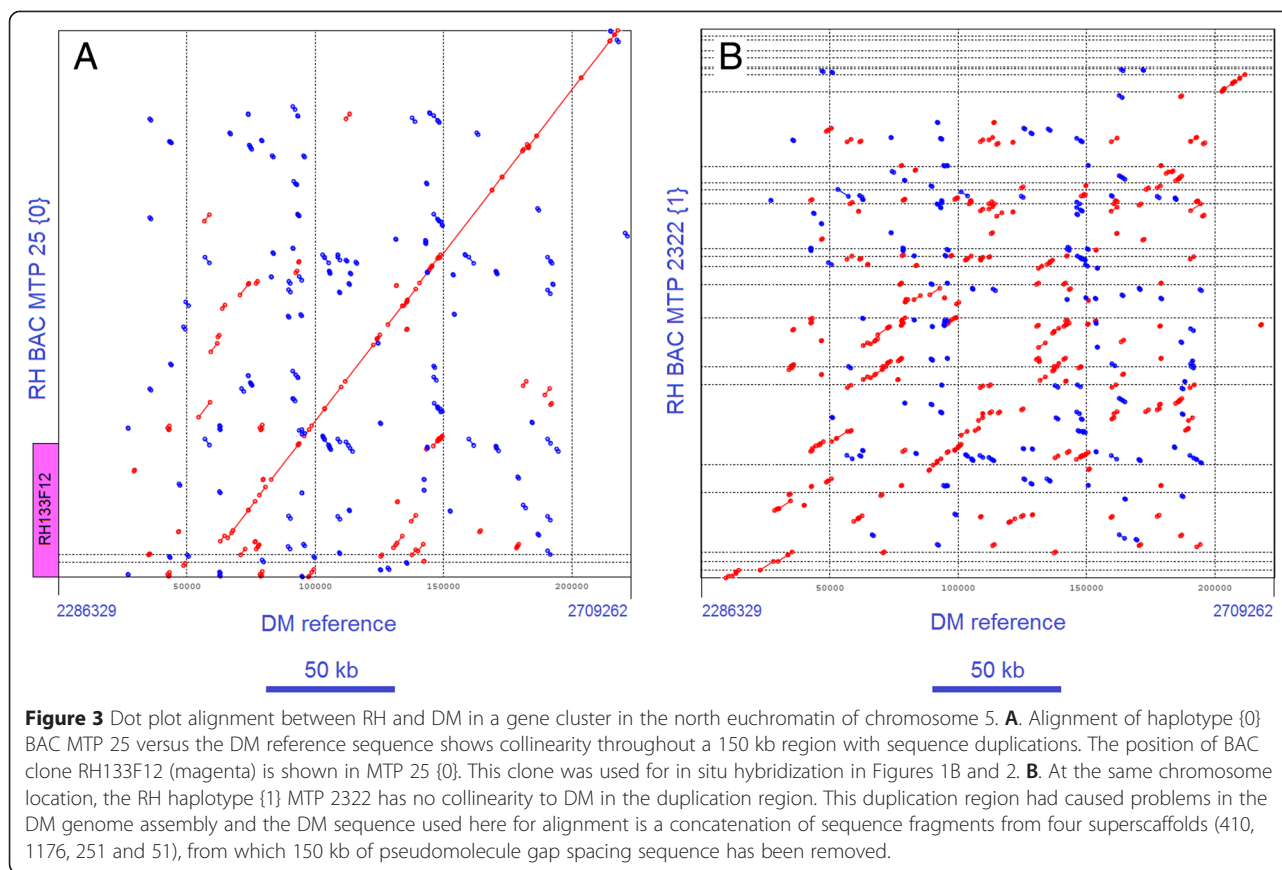 A
RH BAC MTP 25 {0}
RH133F12
50000
100000
150000
200000
2286329
2709262
DM reference
50 kb
B
RH BAC MTP 2322 {1}
50000
100000
150000
200000
2286329
2709262
DM reference
50 kb
Figure 3 Dot plot alignment between RH and DM in a gene cluster in the north euchromatin of chromosome 5. A. Alignment of haplotype {0}
BAC MTP 25 versus the DM reference sequence shows collinearity throughout a 150 kb region with sequence duplications. The position of BAC
clone RH133F12 (magenta) is shown in MTP 25 {0}. This clone was used for in situ hybridization in Figures 1B and 2. B. At the same chromosome
location, the RH haplotype {1} MTP 2322 has no collinearity to DM in the duplication region. This duplication region had caused problems in the
DM genome assembly and the DM sequence used here for alignment is a concatenation of sequence fragments from four superscaffolds (410,
1176, 251 and 51), from which 150 kb of pseudomolecule gap spacing sequence has been removed.